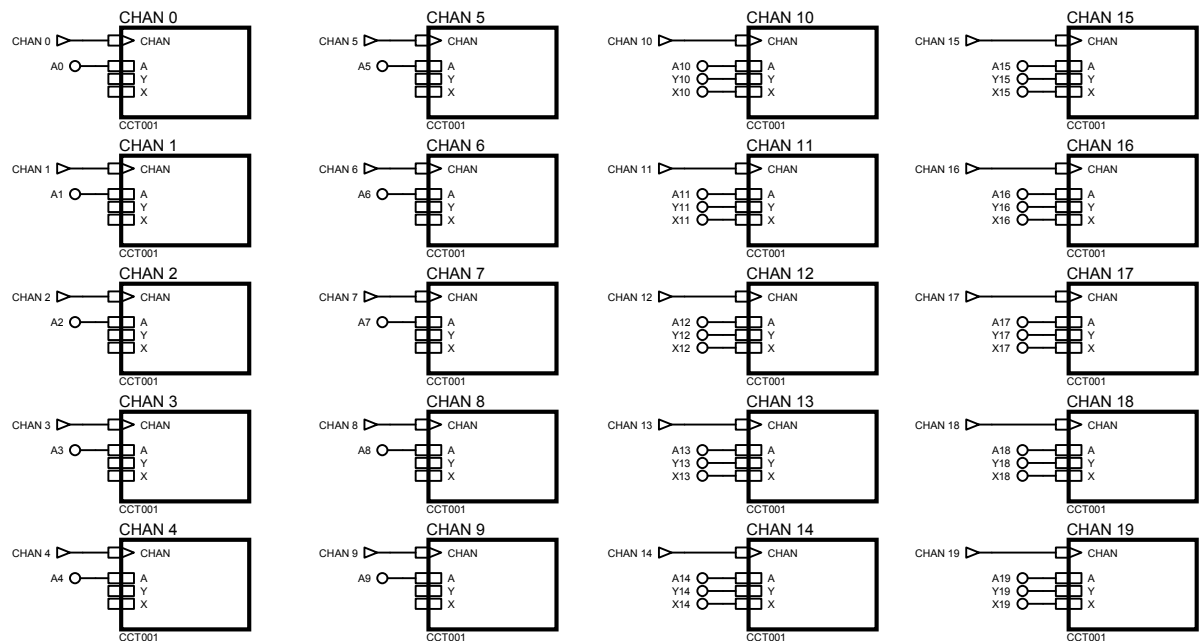 CHAN 0
CHAN 0 CHAN
A0 A
Y
X
CCT001
CHAN 1
CHAN 1 CHAN
A1 A
Y
X
CCT001
CHAN 2
CHAN 2 CHAN
A2 A
Y
X
CCT001
CHAN 3
CHAN 3 CHAN
A3 A
Y
X
CCT001
CHAN 4
CHAN 4 CHAN
A4 A
Y
X
CCT001
CHAN 5
CHAN 5 CHAN
A5 A
Y
X
CCT001
CHAN 6
CHAN 6 CHAN
A6 A
Y
X
CCT001
CHAN 7
CHAN 7 CHAN
A7 A
Y
X
CCT001
CHAN 8
CHAN 8 CHAN
A8 A
Y
X
CCT001
CHAN 9
CHAN 9 CHAN
A9 A
Y
X
CCT001
CHAN 10
CHAN 10 CHAN
A10 A
Y10 Y
X10 X
CCT001
CHAN 11
CHAN 11 CHAN
A11 A
Y11 Y
X11 X
CCT001
CHAN 12
CHAN 12 CHAN
A12 A
Y12 Y
X12 X
CCT001
CHAN 13
CHAN 13 CHAN
A13 A
Y13 Y
X13 X
CCT001
CHAN 14
CHAN 14 CHAN
A14 A
Y14 Y
X14 X
CCT001
CHAN 15
CHAN 15 CHAN
A15 A
Y15 Y
X15 X
CCT001
CHAN 16
CHAN 16 CHAN
A16 A
Y16 Y
X16 X
CCT001
CHAN 17
CHAN 17 CHAN
A17 A
Y17 Y
X17 X
CCT001
CHAN 18
CHAN 18 CHAN
A18 A
Y18 Y
X18 X
CCT001
CHAN 19
CHAN 19 CHAN
A19 A
Y19 Y
X19 X
CCT001